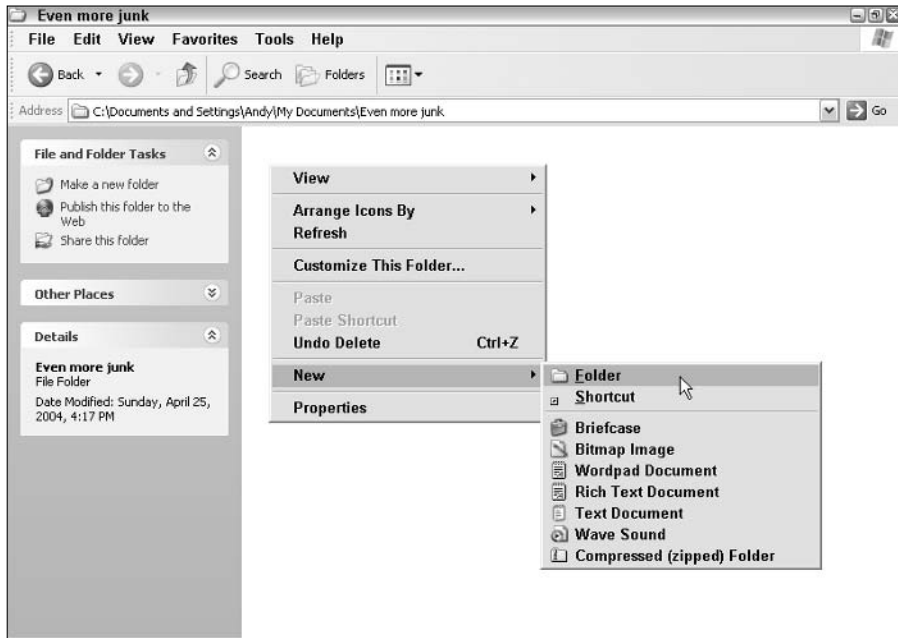 Even more junk
File Edit View Favorites Tools Help
Back Search Folders
Address C:\Documents and Settings\Andy\My Documents\Even more junk Go
File and Folder Tasks
Make a new folder
Publish this folder to the
Web
Share this folder
Other Places
Details
Even more junk
File Folder
Date Modified: Sunday, April 25,
2004, 4:17 PM
View
Arrange Icons By
Refresh
Customize This Folder...
Paste
Paste Shortcut
Undo Delete Ctrl+Z
New
Properties
Folder
Shortcut
Briefcase
Bitmap Image
Wordpad Document
Rich Text Document
Text Document
Wave Sound
Compressed (zipped) Folder